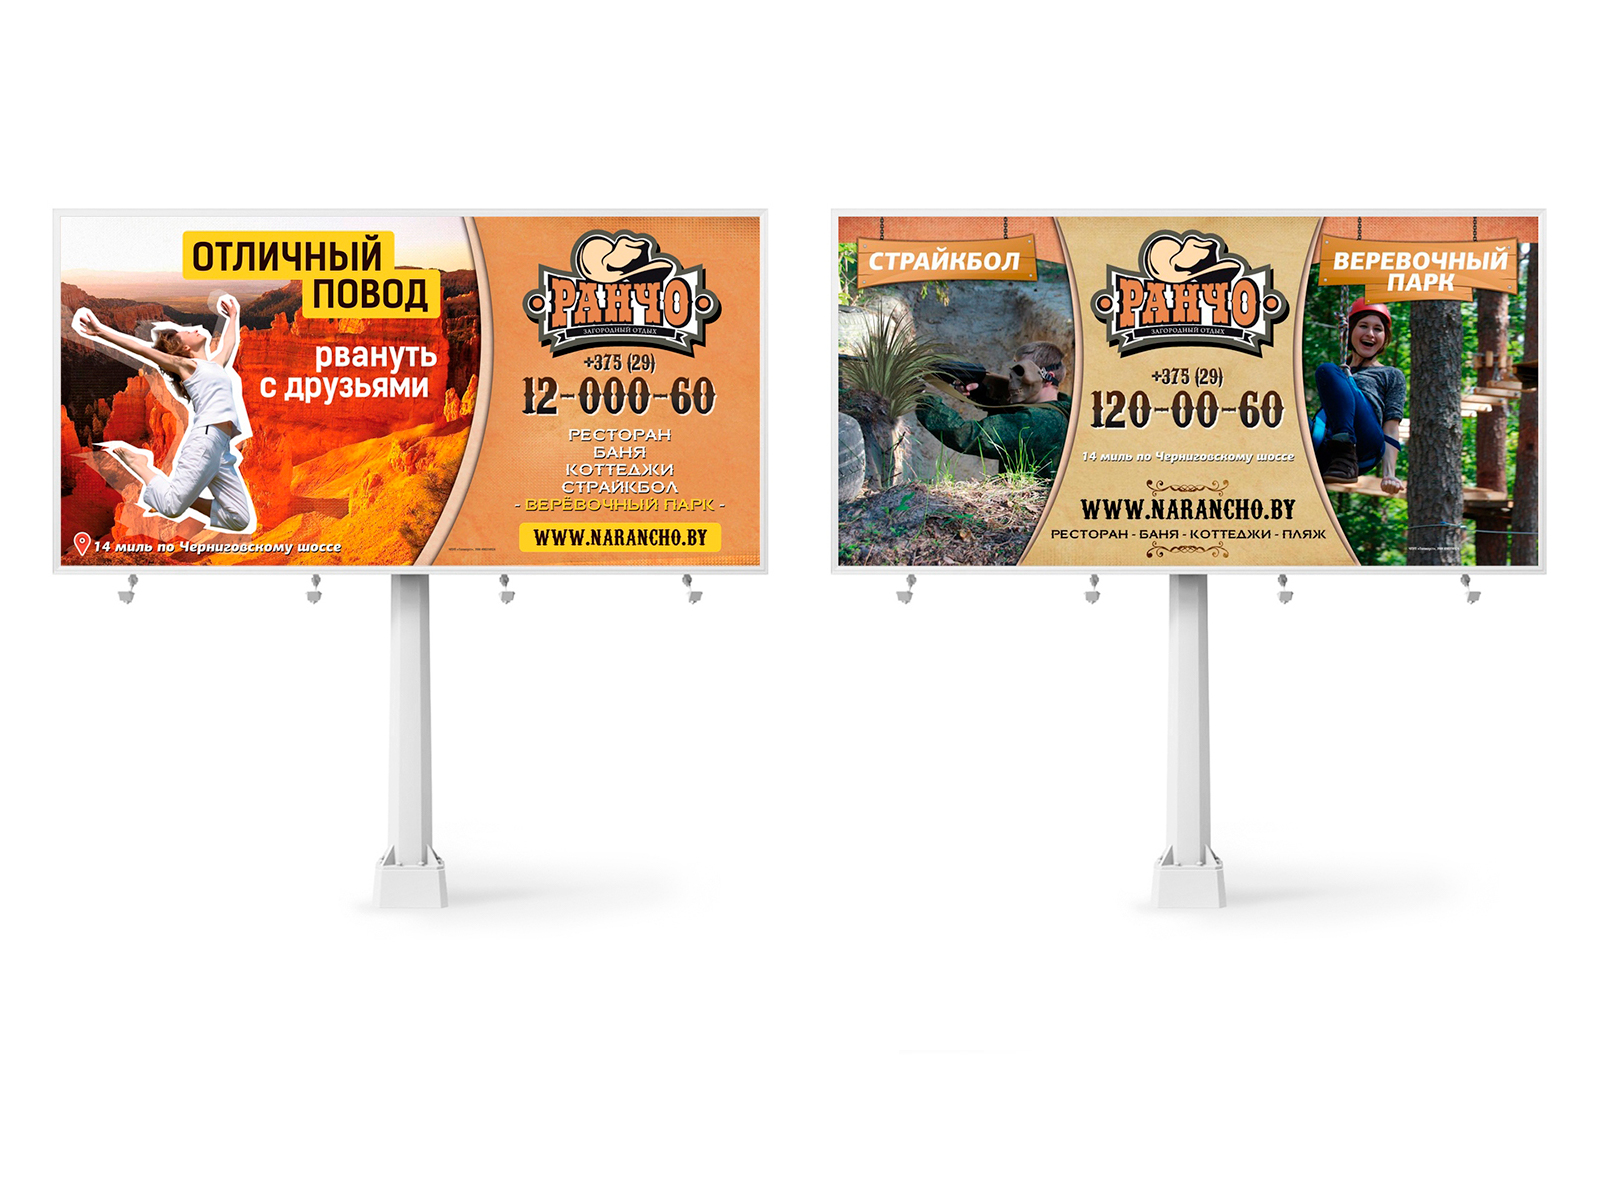 ОТЛИЧНЫЙ
ПОВОД
рвануть
с друзьями
14 миль по Черниговскому шоссе
РАНЧО
ЗАГОРОДНЫЙ ОТДЫХ
+375 (29)
12-000-60
РЕСТОРАН
БАНЯ
КОТТЕДЖИ
СТРАЙКБОЛ
- ВЕРЁВОЧНЫЙ ПАРК -
WWW.NARANCHO.BY
СТРАЙКБОЛ
РАНЧО
ЗАГОРОДНЫЙ ОТДЫХ
+375 (29)
120-00-60
14 миль по Черниговскому шоссе
WWW.NARANCHO.BY
РЕСТОРАН - БАНЯ - КОТТЕДЖИ - ПЛЯЖ
ВЕРЕВОЧНЫЙ
ПАРК